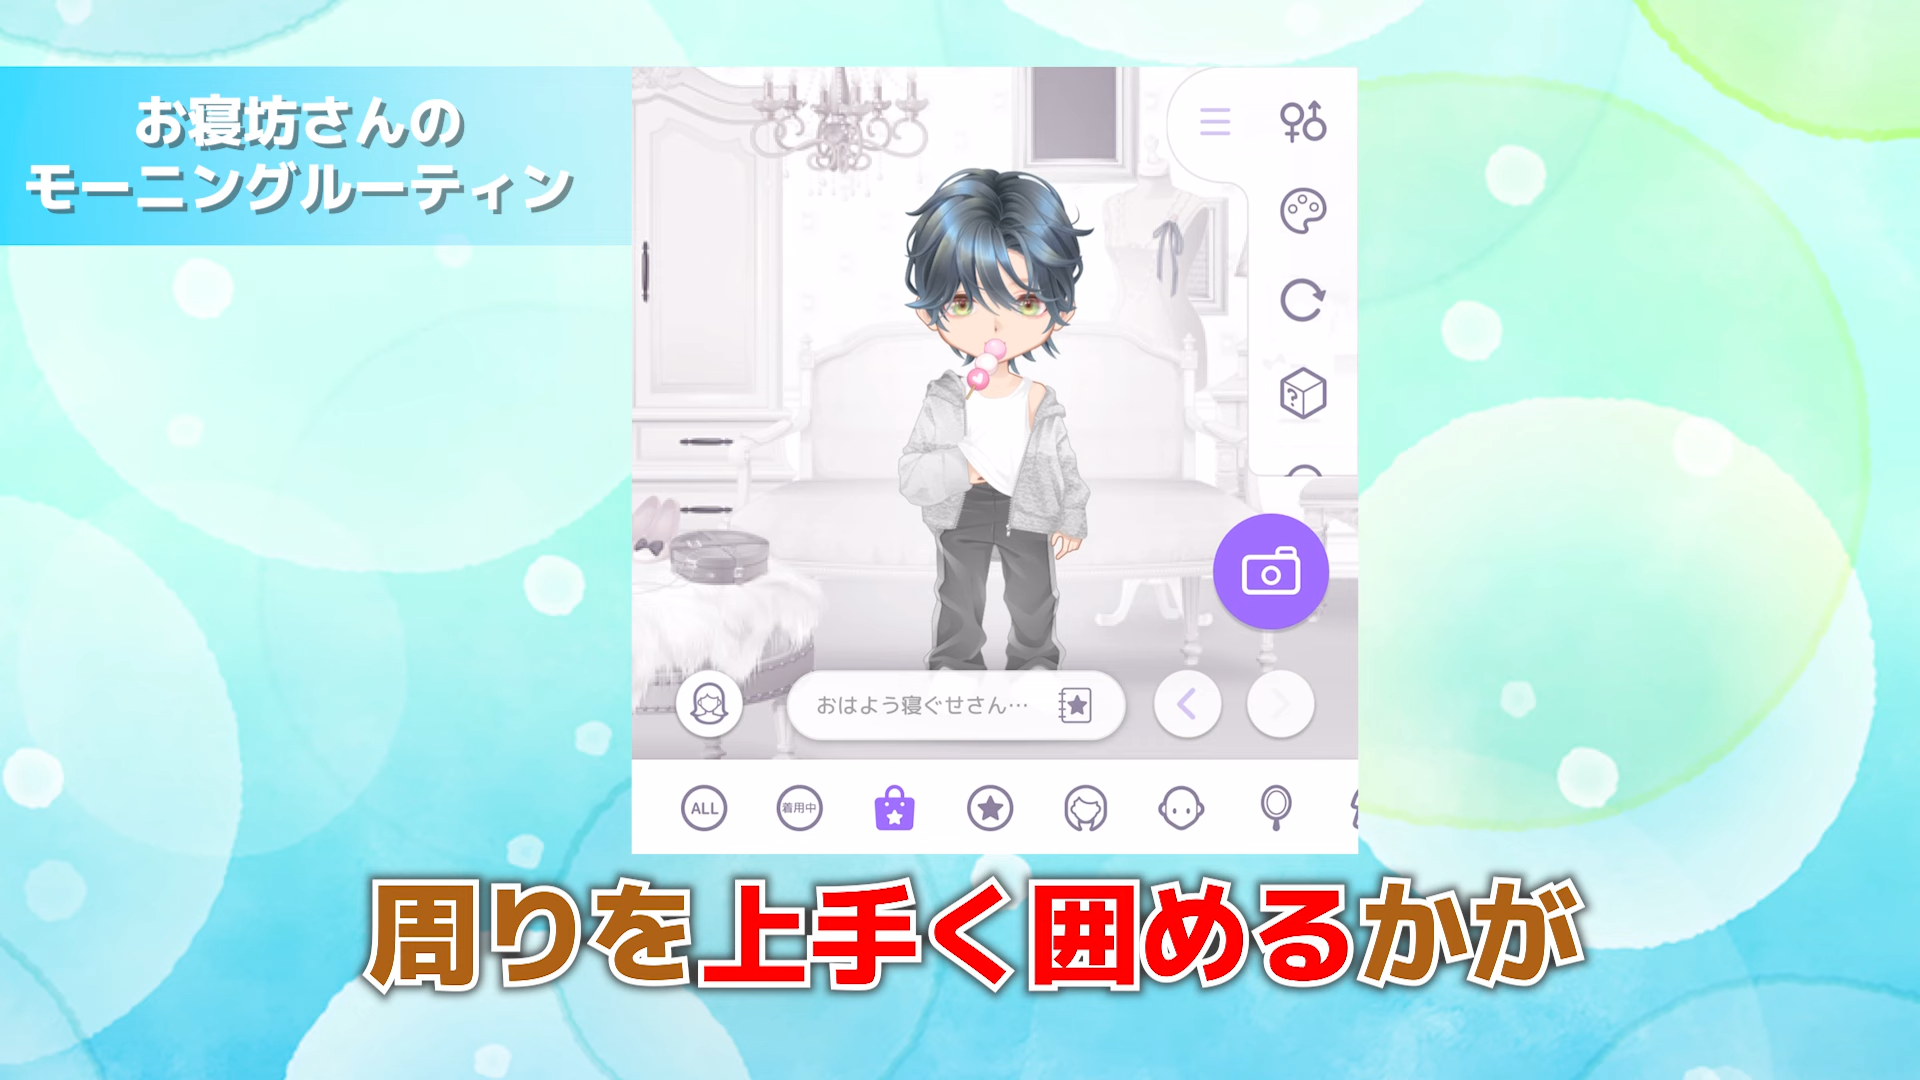 お寝坊さんの
モーニングルーティン
おはよう寝ぐせさん…
ALL
着用中
周りを上手く囲めるかが